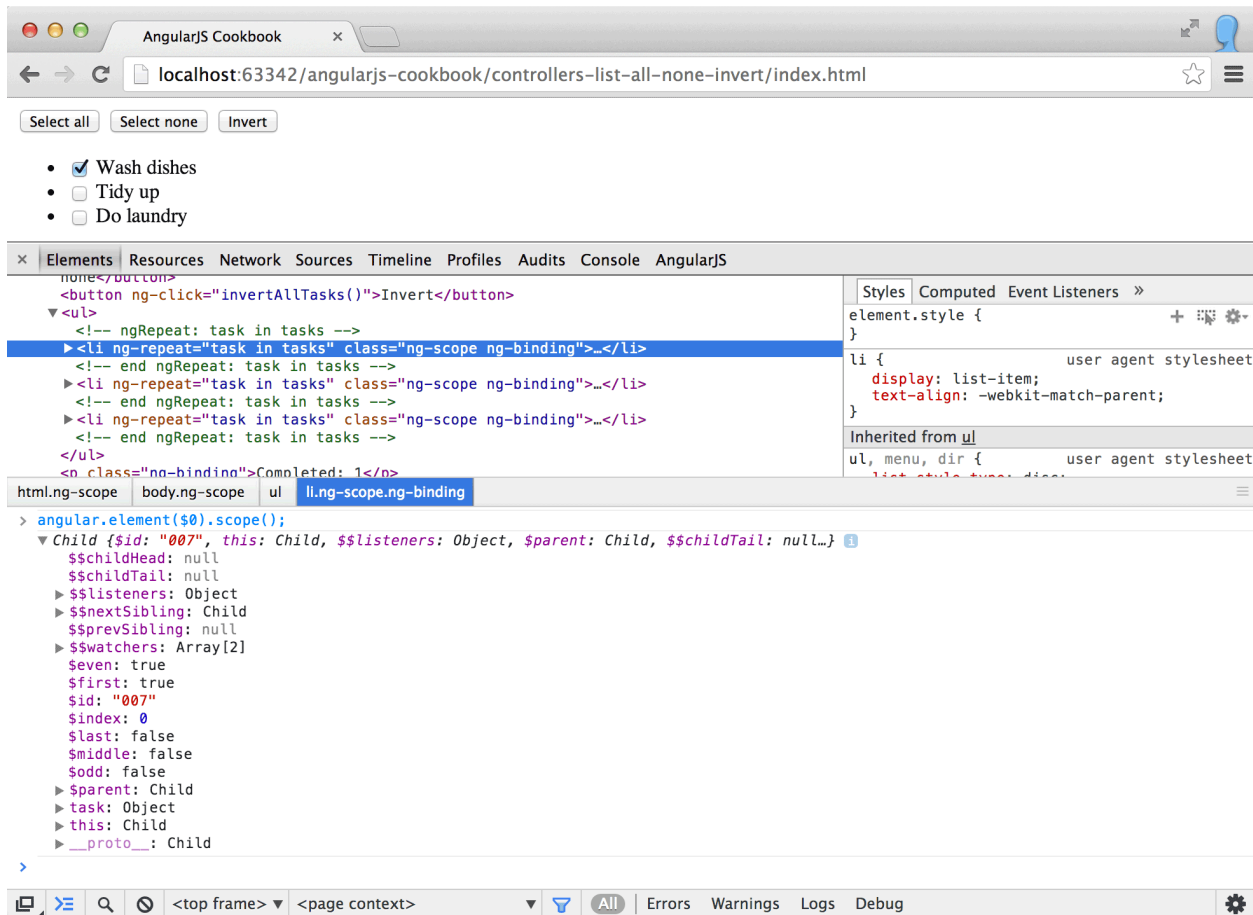 AngularJS Cookbook ×
localhost:63342/angularjs-cookbook/controllers-list-all-none-invert/index.html
Select all Select none Invert
• Wash dishes
• Tidy up
• Do laundry
× Elements Resources Network Sources Timeline Profiles Audits Console AngularJS
none</button>
<button ng-click="invertAllTasks()">Invert</button>
▼<ul>
<!-- ngRepeat: task in tasks -->
▶<li ng-repeat="task in tasks" class="ng-scope ng-binding">…</li>
<!-- end ngRepeat: task in tasks -->
▶<li ng-repeat="task in tasks" class="ng-scope ng-binding">…</li>
<!-- end ngRepeat: task in tasks -->
▶<li ng-repeat="task in tasks" class="ng-scope ng-binding">…</li>
<!-- end ngRepeat: task in tasks -->
</ul>
<p class="ng-binding">Completed: 1</p>
Styles Computed Event Listeners »
element.style {
}
li { user agent stylesheet
display: list-item;
text-align: -webkit-match-parent;
}
Inherited from ul
ul, menu, dir { user agent stylesheet
list-style-type: disc;
html.ng-scope body.ng-scope ul li.ng-scope.ng-binding
> angular.element($0).scope();
▼Child {$id: "007", this: Child, $$listeners: Object, $parent: Child, $$childTail: null…} i
$$childHead: null
$$childTail: null
▶$$listeners: Object
▶$$nextSibling: Child
$$prevSibling: null
▶$$watchers: Array[2]
$even: true
$first: true
$id: "007"
$index: 0
$last: false
$middle: false
$odd: false
▶$parent: Child
▶task: Object
▶this: Child
▶__proto__: Child
>
<top frame> ▼ <page context> ▼ All Errors Warnings Logs Debug